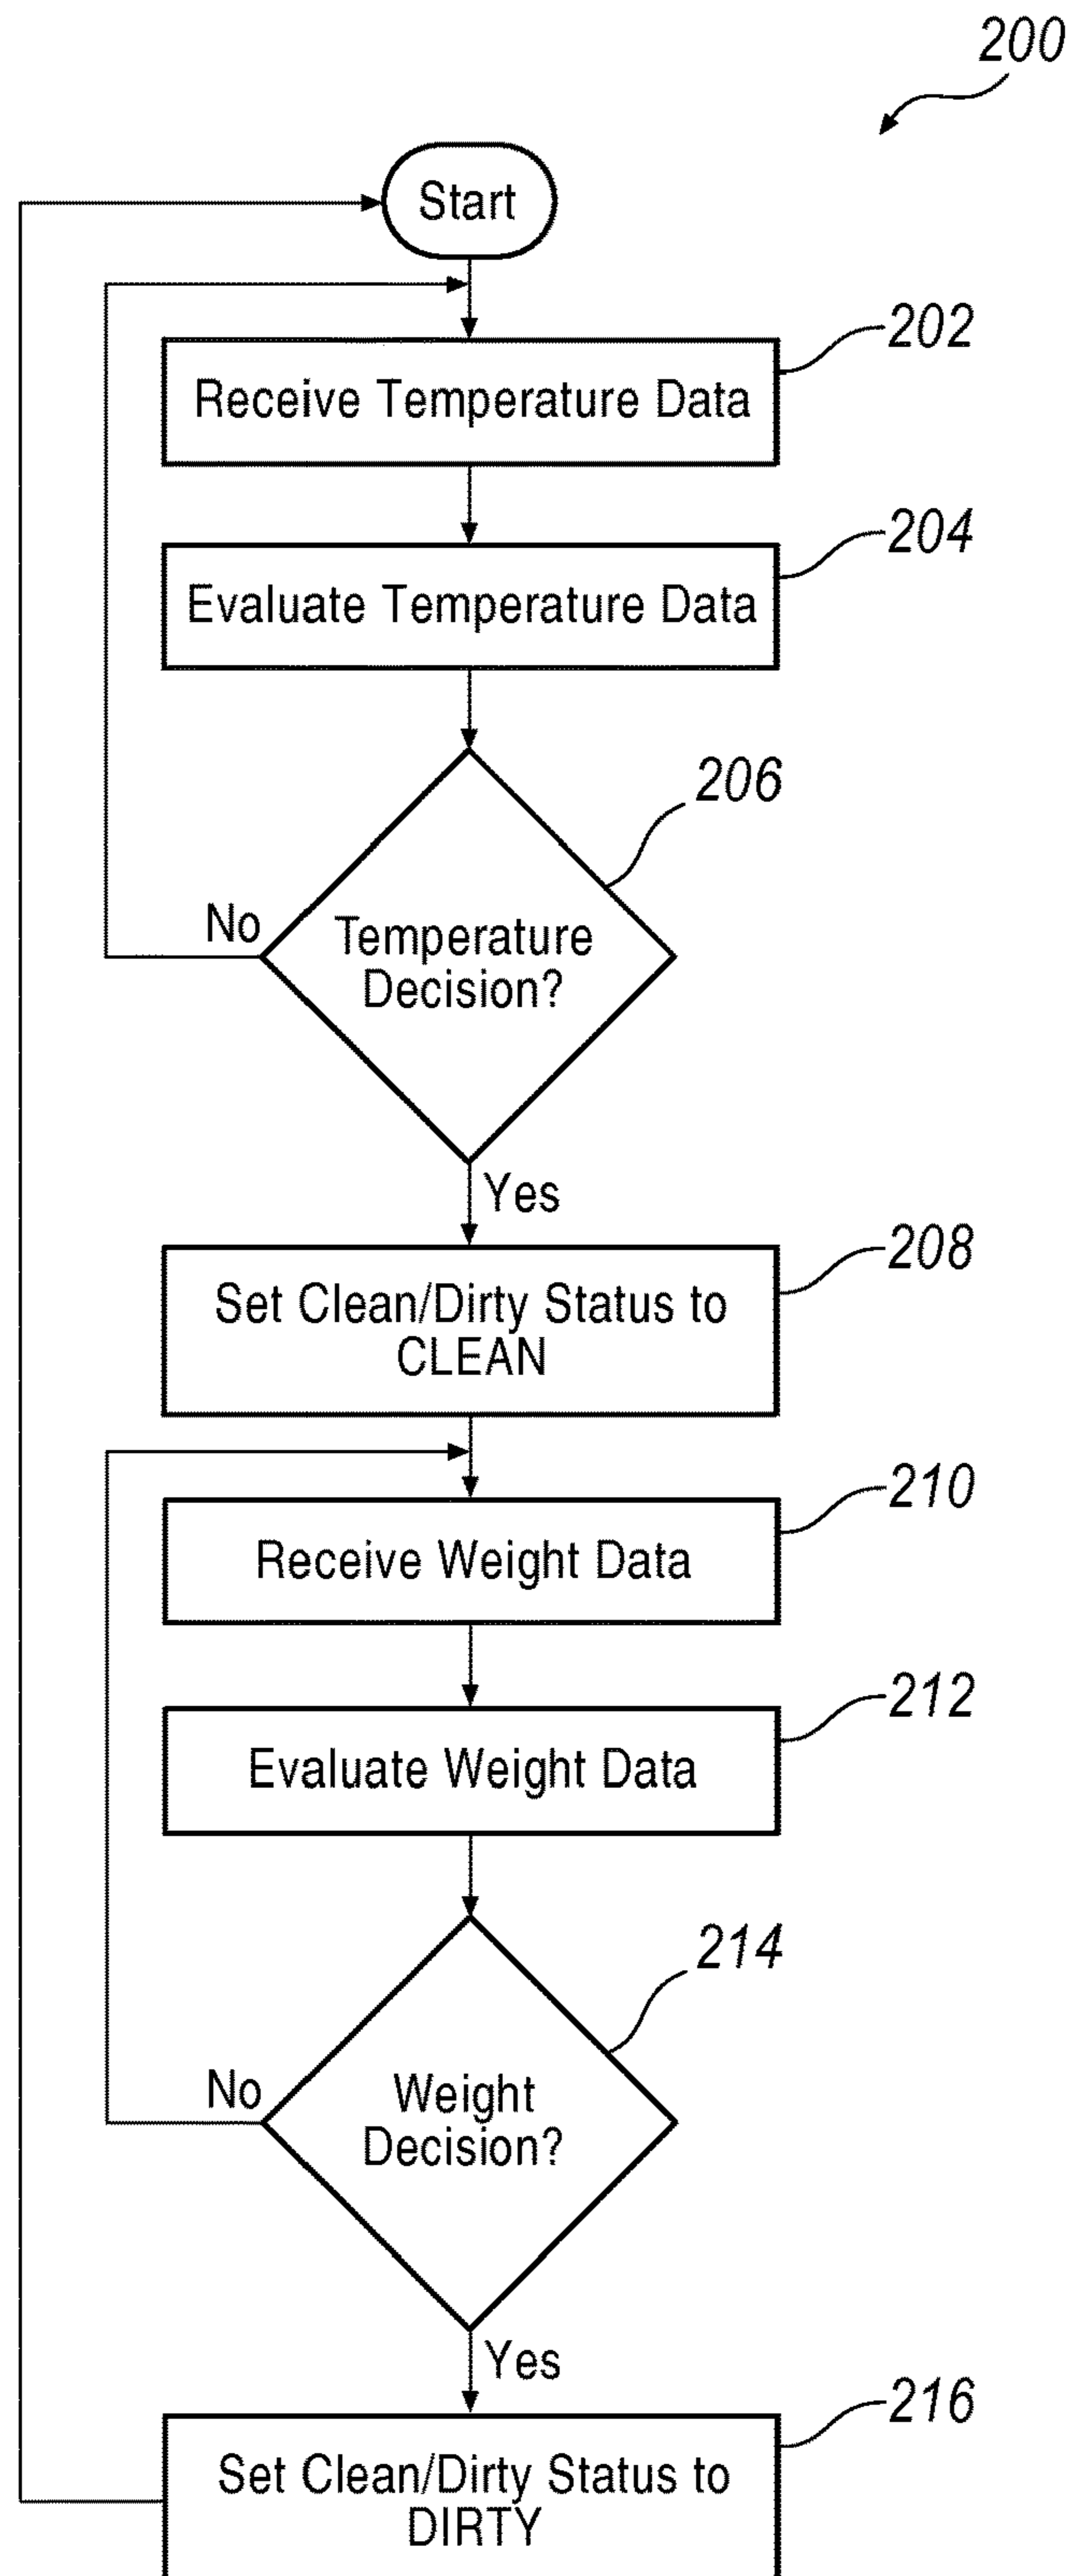 200
Start
202
Receive Temperature Data
204
Evaluate Temperature Data
206
Temperature
Decision?
No
Yes
208
Set Clean/Dirty Status to
CLEAN
210
Receive Weight Data
212
Evaluate Weight Data
214
Weight
Decision?
No
Yes
216
Set Clean/Dirty Status to
DIRTY